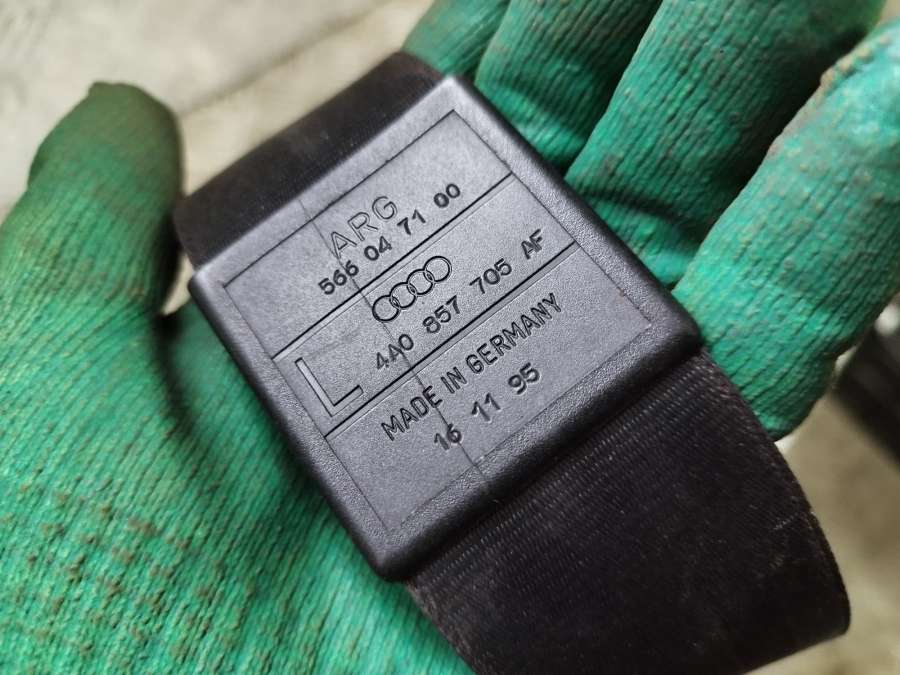 ARG
566 04 71 00
L
4A0 857 705 AF
MADE IN GERMANY
16 11 95